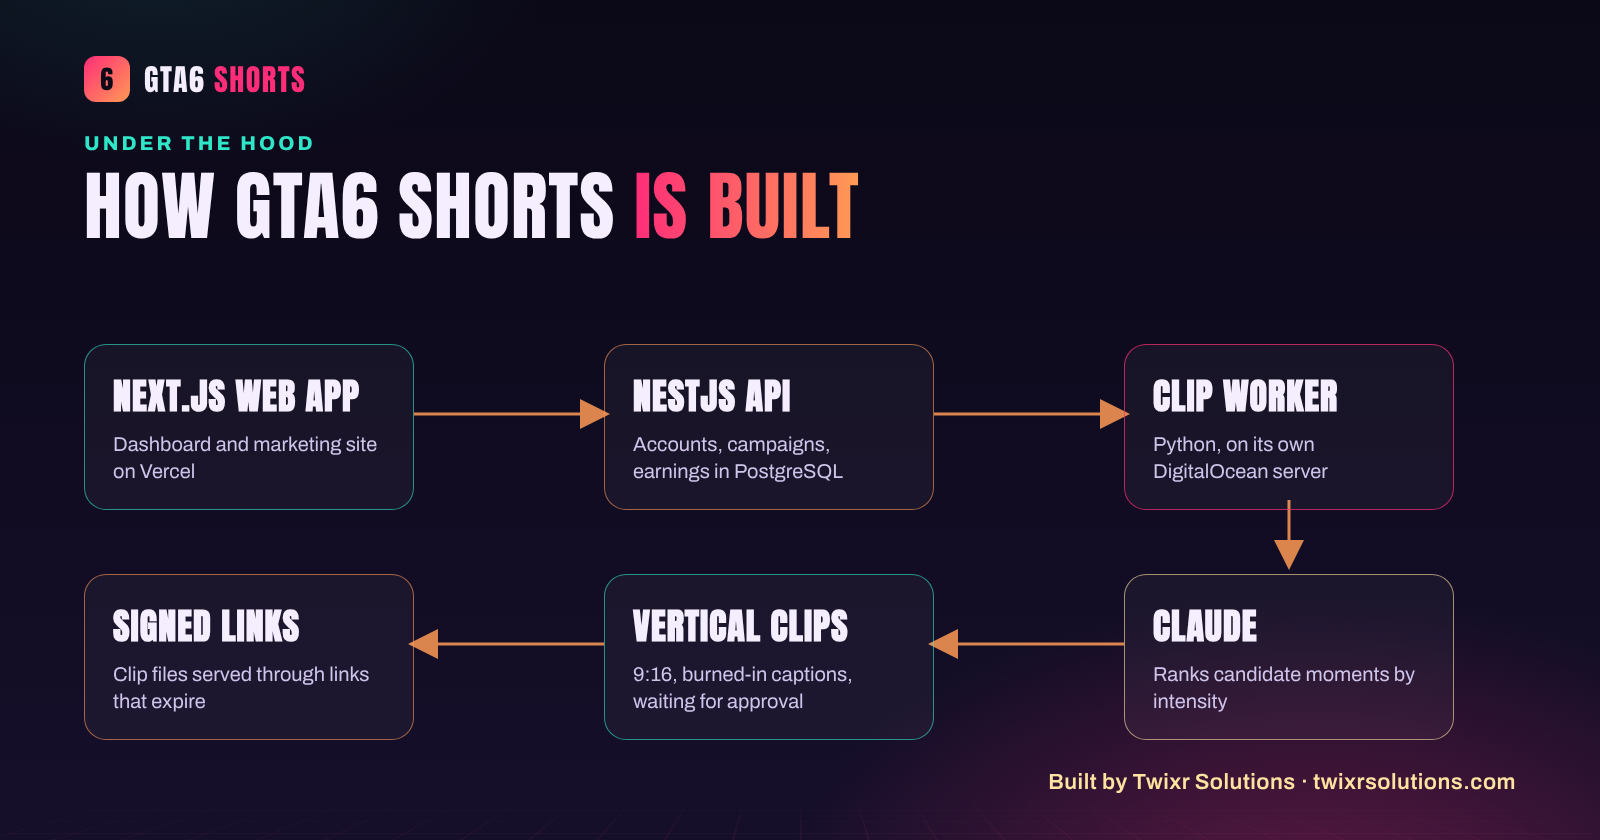 6 GTA6 SHORTS
UNDER THE HOOD
HOW GTA6 SHORTS IS BUILT
NEXT.JS WEB APP
Dashboard and marketing site
on Vercel
NESTJS API
Accounts, campaigns,
earnings in PostgreSQL
CLIP WORKER
Python, on its own
DigitalOcean server
SIGNED LINKS
Clip files served through links
that expire
VERTICAL CLIPS
9:16, burned-in captions,
waiting for approval
CLAUDE
Ranks candidate moments by
intensity
Built by Twixr Solutions · twixrsolutions.com